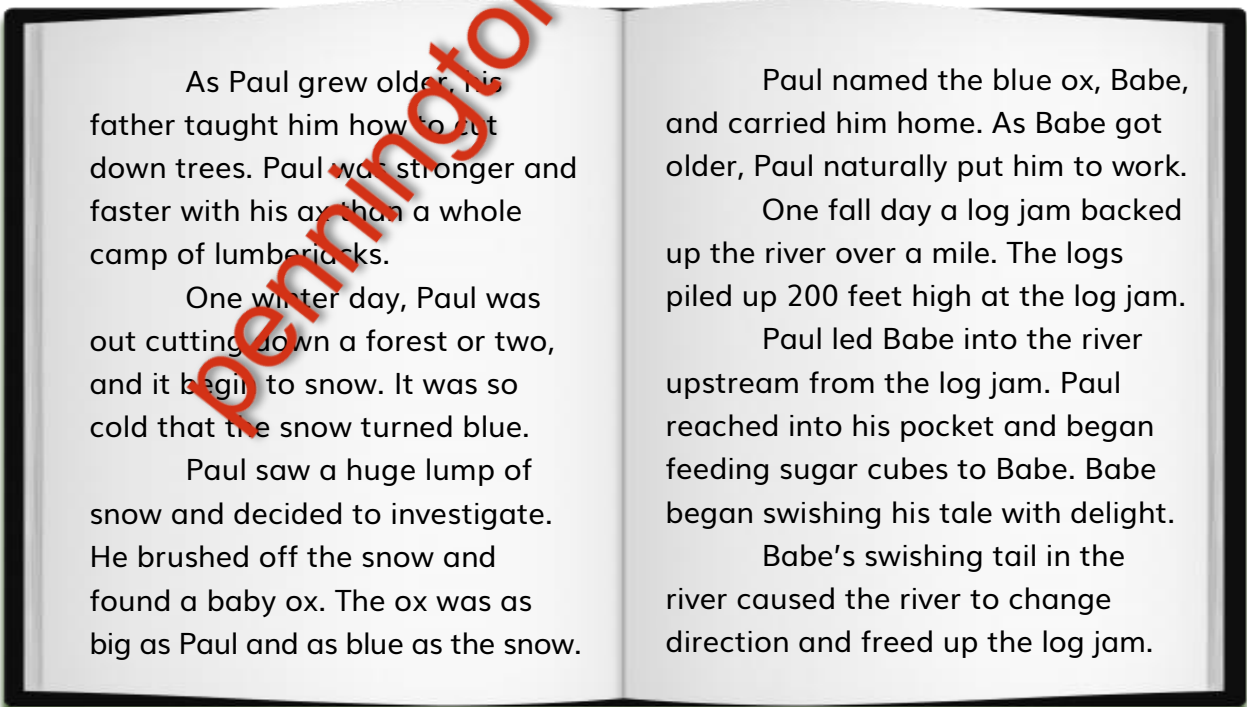 As Paul grew older, his
father taught him how to cut
down trees. Paul was stronger and
faster with his ax than a whole
camp of lumberjacks.
One winter day, Paul was
out cutting down a forest or two,
and it begin to snow. It was so
cold that the snow turned blue.
Paul saw a huge lump of
snow and decided to investigate.
He brushed off the snow and
found a baby ox. The ox was as
big as Paul and as blue as the snow.
Paul named the blue ox, Babe,
and carried him home. As Babe got
older, Paul naturally put him to work.
One fall day a log jam backed
up the river over a mile. The logs
piled up 200 feet high at the log jam.
Paul led Babe into the river
upstream from the log jam. Paul
reached into his pocket and began
feeding sugar cubes to Babe. Babe
began swishing his tale with delight.
Babe's swishing tail in the
river caused the river to change
direction and freed up the log jam.